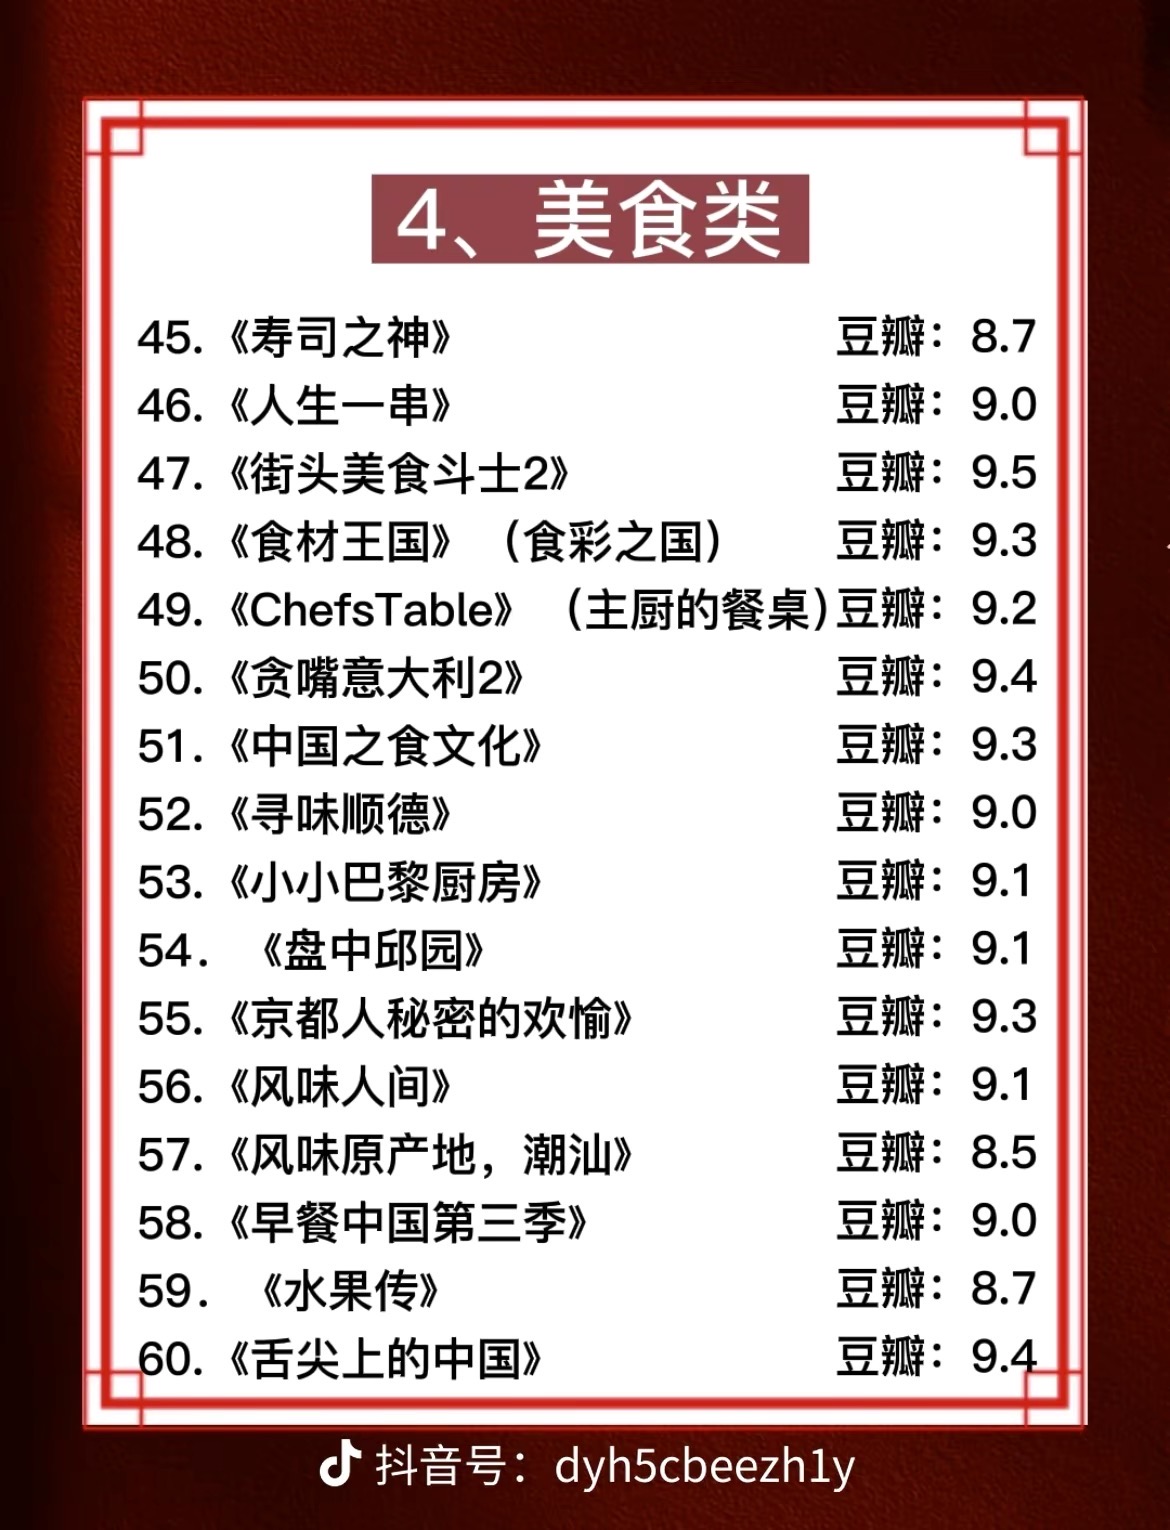 4、美食类
45.《寿司之神》 豆瓣：8.7
46.《人生一串》 豆瓣：9.0
47.《街头美食斗士2》 豆瓣：9.5
48.《食材王国》（食彩之国） 豆瓣：9.3
49.《ChefsTable》（主厨的餐桌）豆瓣：9.2
50.《贪嘴意大利2》 豆瓣：9.4
51.《中国之食文化》 豆瓣：9.3
52.《寻味顺德》 豆瓣：9.0
53.《小小巴黎厨房》 豆瓣：9.1
54.《盘中邱园》 豆瓣：9.1
55.《京都人秘密的欢愉》 豆瓣：9.3
56.《风味人间》 豆瓣：9.1
57.《风味原产地，潮汕》 豆瓣：8.5
58.《早餐中国第三季》 豆瓣：9.0
59.《水果传》 豆瓣：8.7
60.《舌尖上的中国》 豆瓣：9.4
抖音号：dyh5cbeezh1y